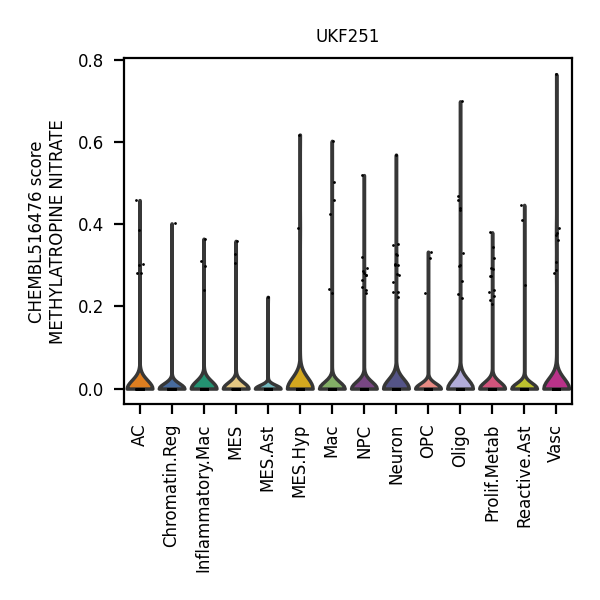 UKF251
CHEMBL516476 score
METHYLATROPINE NITRATE
0.8
0.6
0.4
0.2
0.0
AC
Chromatin.Reg
Inflammatory.Mac
MES
MES.Ast
MES.Hyp
Mac
NPC
Neuron
OPC
Oligo
Prolif.Metab
Reactive.Ast
Vasc